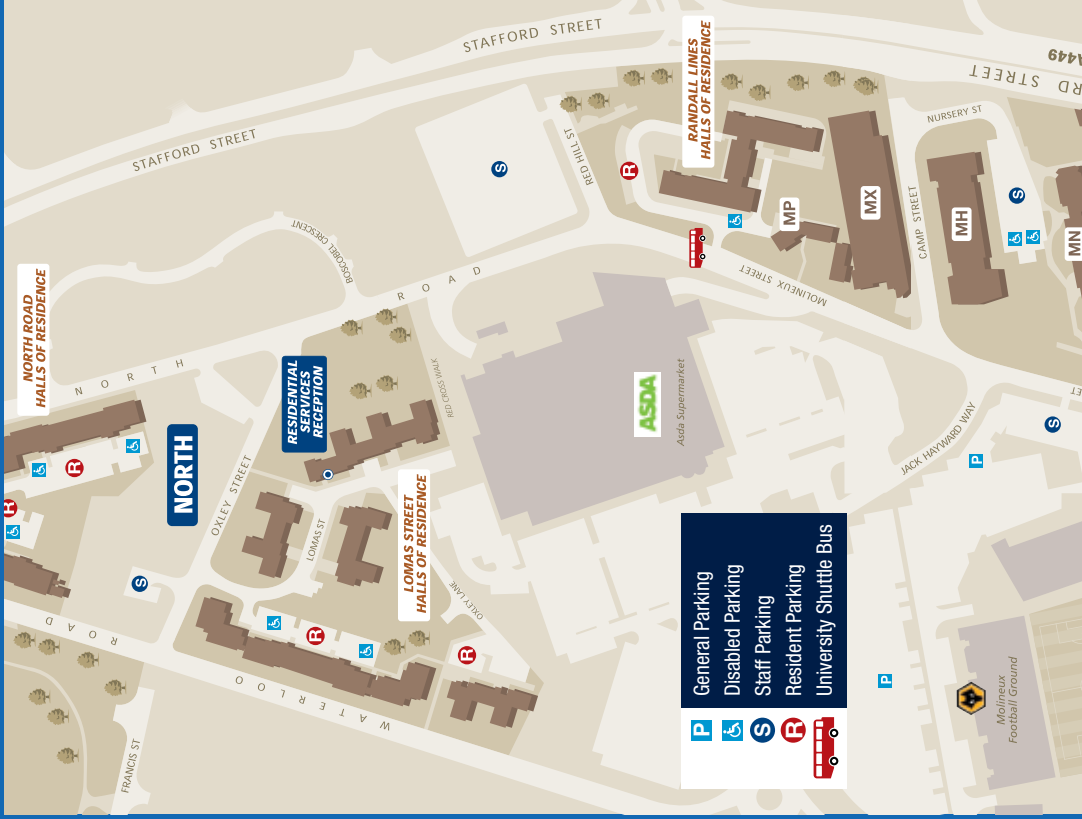 STAFFORD STREET
STAFFORD STREET
A449
RD STREET
NURSERY ST
RANDALL LINES
HALLS OF RESIDENCE
RED HILL ST
S
R
MP
MX
MH
MN
S
CAMP STREET
MOLINEUX STREET
BOSCOBEL CRESCENT
NORTH ROAD
HALLS OF RESIDENCE
NORTH
ROAD
RESIDENTIAL
SERVICES
RECEPTION
RED CROSS WALK
ASDA
Asda Supermarket
JACK HAYWARD WAY
P
S
R
R
NORTH
OXLEY STREET
LOMAS ST
LOMAS STREET
HALLS OF RESIDENCE
OXLEY LANE
S
R
R
WATERLOO
ROAD
FRANCIS ST
P General Parking
Disabled Parking
S Staff Parking
R Resident Parking
University Shuttle Bus
P
Molineux
Football Ground